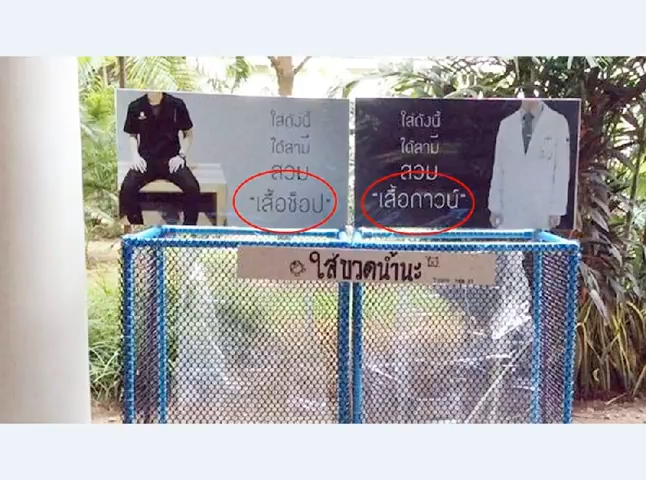 ใส่ถังนี้
ได้สามี
สวม
"เสื้อช็อป"
ใส่ถังนี้
ได้สามี
สวม
"เสื้อกาวน์"
ใส่ขวดน้ำนะ